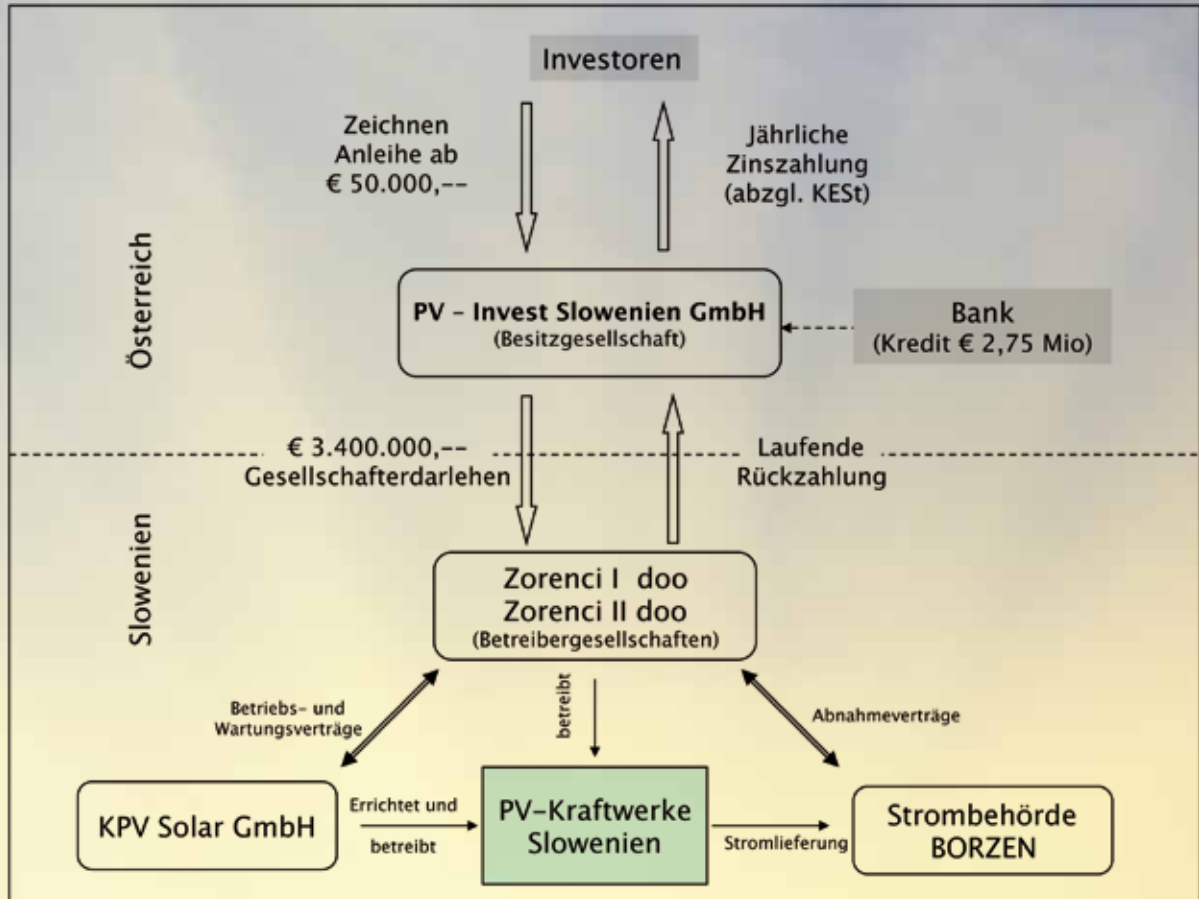 Investoren
Zeichnen
Anleihe ab
€ 50.000,--
Jährliche
Zinszahlung
(abzgl. KESt)
Österreich
PV - Invest Slowenien GmbH
(Besitzgesellschaft)
Bank
(Kredit € 2,75 Mio)
€ 3.400.000,--
Gesellschafterdarlehen
Laufende
Rückzahlung
Slowenien
Zorenci I doo
Zorenci II doo
(Betreibergesellschaften)
Betriebs- und
Wartungsverträge
betreibt
Abnahmeverträge
KPV Solar GmbH
Errichtet und
betreibt
PV-Kraftwerke
Slowenien
Stromlieferung
Strombehörde
BORZEN